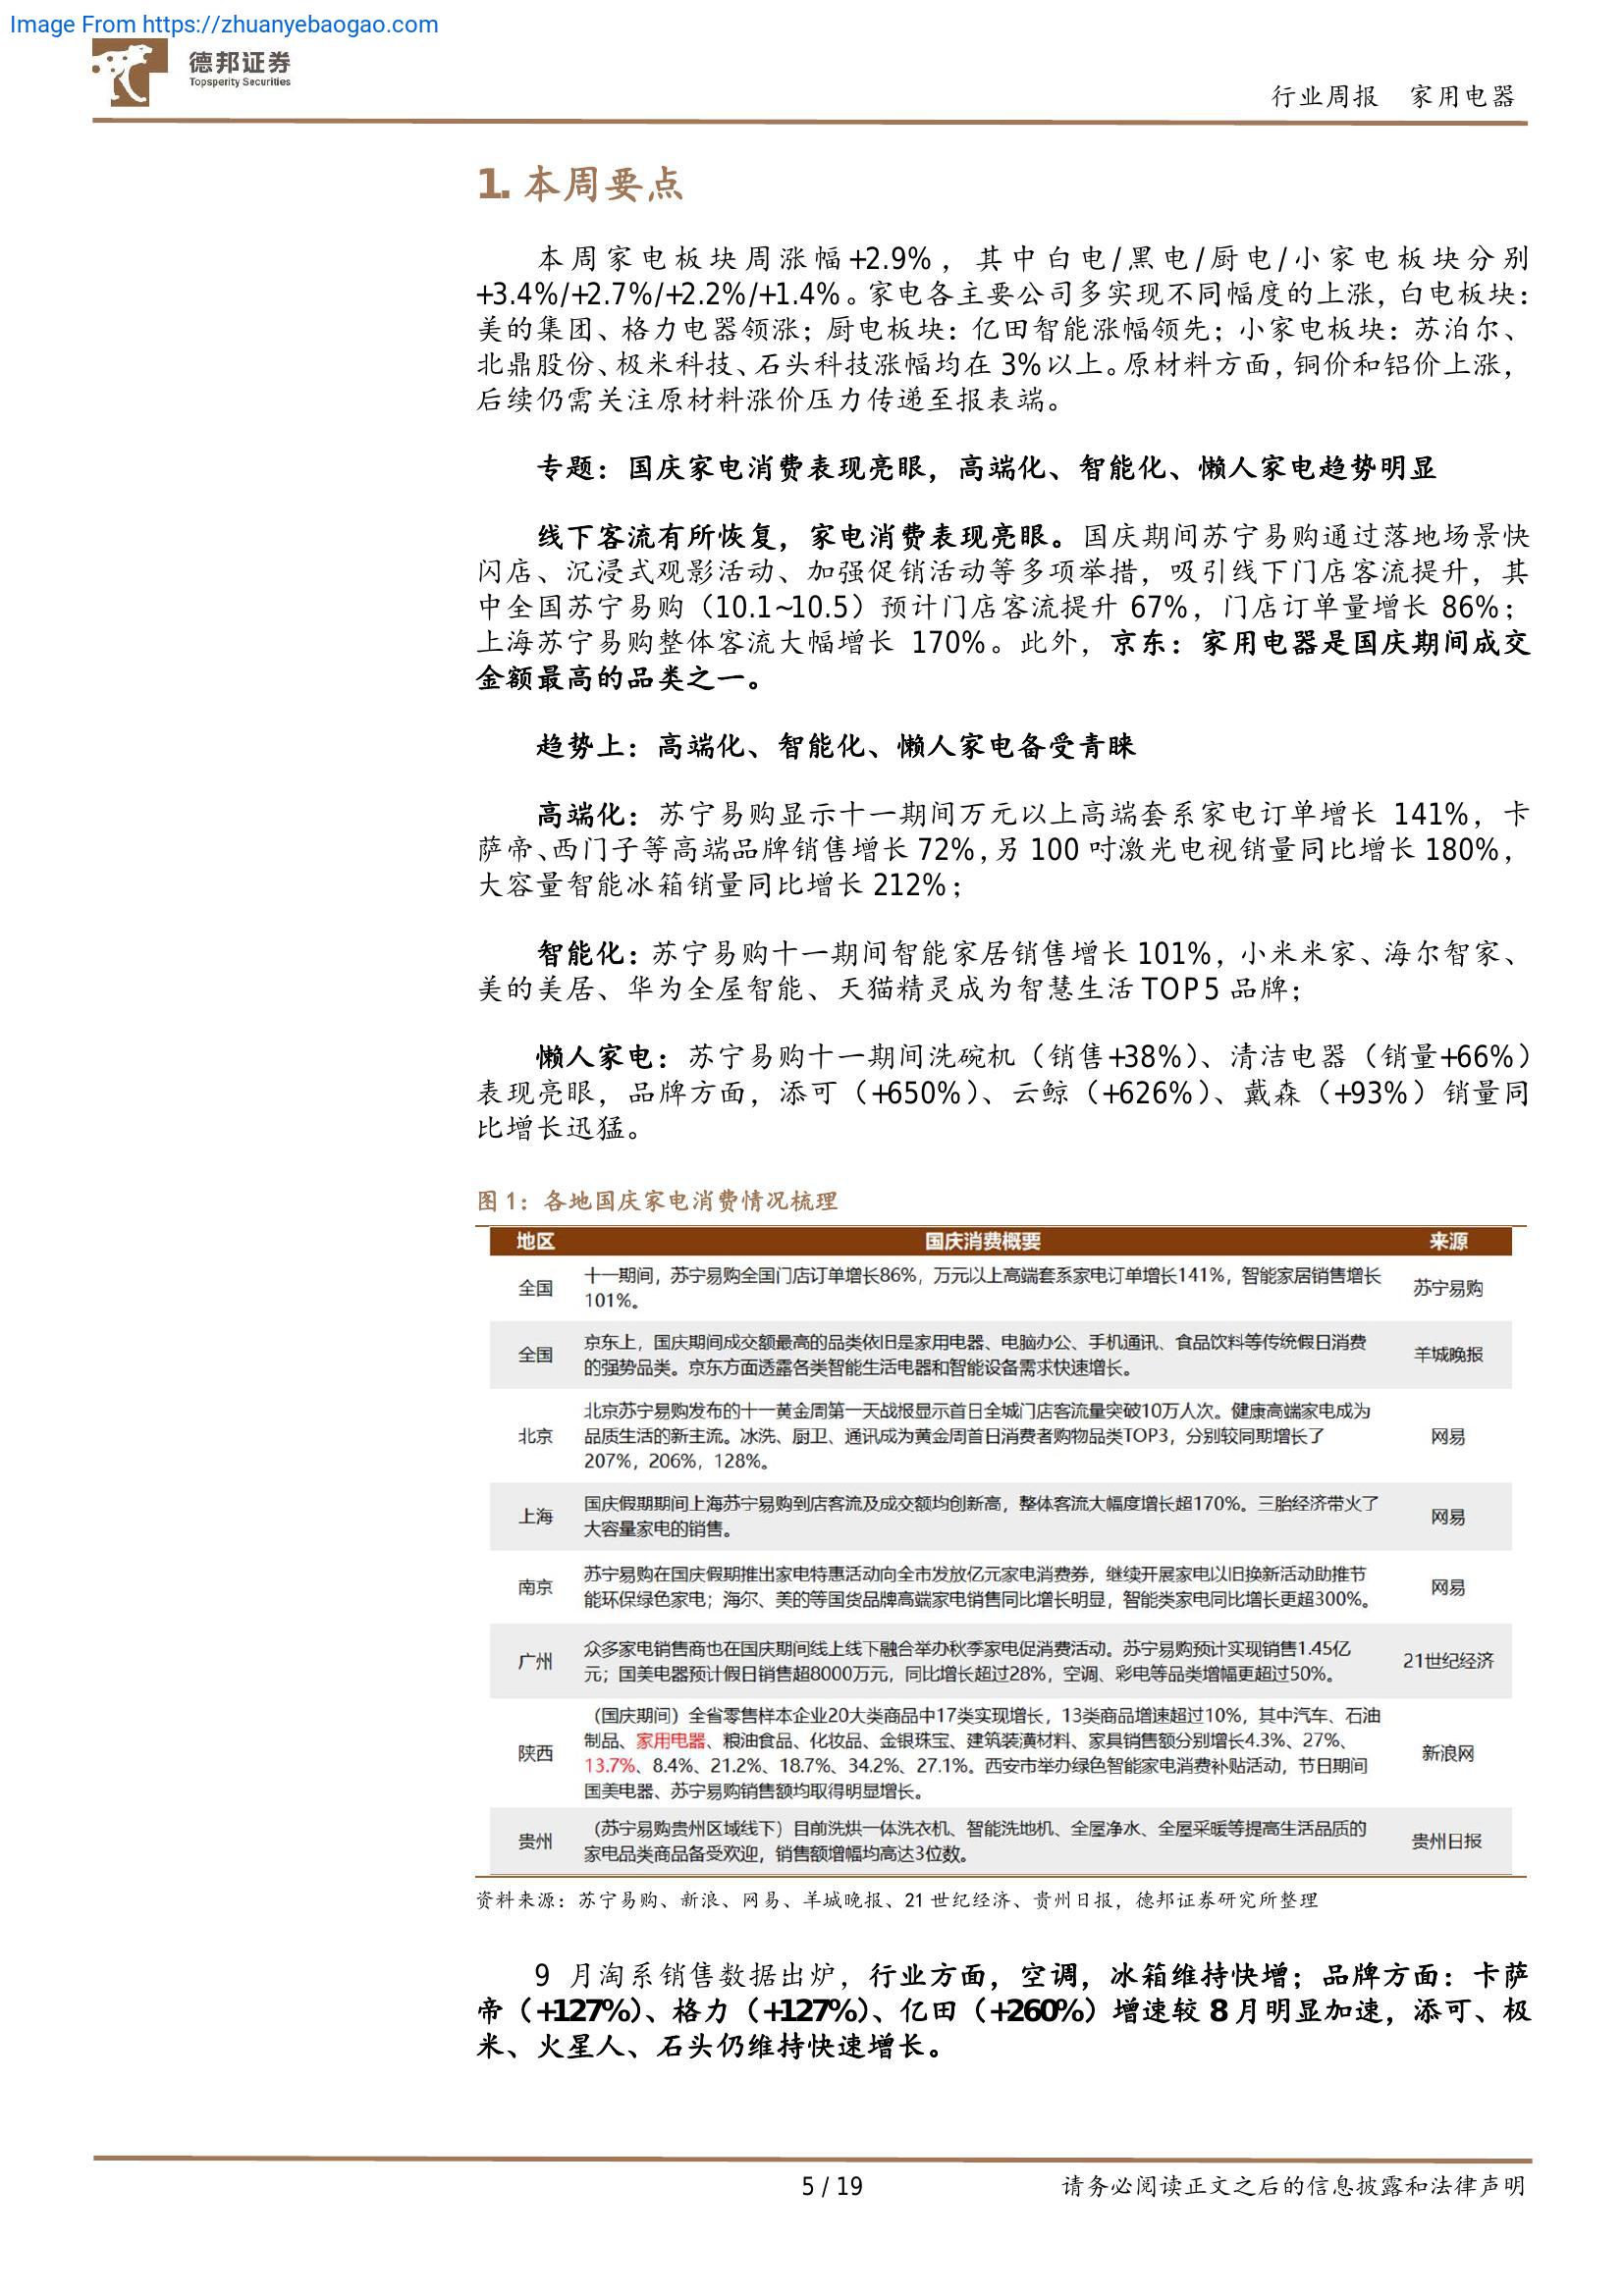 Image From https://zhuanyebaogao.com
德邦证券
Topsperity Securities
行业周报 家用电器
1. 本周要点
本周家电板块周涨幅+2.9%，其中白电/黑电/厨电/小家电板块分别
+3.4%/+2.7%/+2.2%/+1.4%。家电各主要公司多实现不同幅度的上涨，白电板块：
美的集团、格力电器领涨；厨电板块：亿田智能涨幅领先；小家电板块：苏泊尔、
北鼎股份、极米科技、石头科技涨幅均在 3%以上。原材料方面，铜价和铝价上涨，
后续仍需关注原材料涨价压力传递至报表端。
专题：国庆家电消费表现亮眼，高端化、智能化、懒人家电趋势明显
线下客流有所恢复，家电消费表现亮眼。国庆期间苏宁易购通过落地场景快
闪店、沉浸式观影活动、加强促销活动等多项举措，吸引线下门店客流提升，其
中全国苏宁易购（10.1~10.5）预计门店客流提升 67%，门店订单量增长 86%；
上海苏宁易购整体客流大幅增长 170%。此外，京东：家用电器是国庆期间成交
金额最高的品类之一。
趋势上：高端化、智能化、懒人家电备受青睐
高端化：苏宁易购显示十一期间万元以上高端套系家电订单增长 141%，卡
萨帝、西门子等高端品牌销售增长 72%，另 100 吋激光电视销量同比增长 180%，
大容量智能冰箱销量同比增长 212%；
智能化：苏宁易购十一期间智能家居销售增长 101%，小米米家、海尔智家、
美的美居、华为全屋智能、天猫精灵成为智慧生活 TOP5 品牌；
懒人家电：苏宁易购十一期间洗碗机（销售+38%）、清洁电器（销量+66%）
表现亮眼，品牌方面，添可（+650%）、云鲸（+626%）、戴森（+93%）销量同
比增长迅猛。
图 1：各地国庆家电消费情况梳理
地区 国庆消费概要 来源
全国 十一期间，苏宁易购全国门店订单增长86%，万元以上高端套系家电订单增长141%，智能家居销售增长 苏宁易购
101%。
全国 京东上，国庆期间成交额最高的品类依旧是家用电器、电脑办公、手机通讯、食品饮料等传统假日消费 羊城晚报
的强势品类。京东方面透露各类智能生活电器和智能设备需求快速增长。
北京苏宁易购发布的十一黄金周第一天战报显示首日全城门店客流量突破10万人次。健康高端家电成为
北京 品质生活的新主流。冰洗、厨卫、通讯成为黄金周首日消费者购物品类TOP3，分别较同期增长了 网易
207%，206%，128%。
上海 国庆假期期间上海苏宁易购到店客流及成交额均创新高，整体客流大幅度增长超170%。三胎经济带火了 网易
大容量家电的销售。
南京 苏宁易购在国庆假期推出家电特惠活动向全市发放亿元家电消费券，继续开展家电以旧换新活动助推节 网易
能环保绿色家电；海尔、美的等国货品牌高端家电销售同比增长明显，智能类家电同比增长更超300%。
广州 众多家电销售商也在国庆期间线上线下融合举办秋季家电促消费活动。苏宁易购预计实现销售1.45亿 21世纪经济
元；国美电器预计假日销售超8000万元，同比增长超过28%，空调、彩电等品类增幅更超过50%。
（国庆期间）全省零售样本企业20大类商品中17类实现增长，13类商品增速超过10%，其中汽车、石油
制品、家用电器、粮油食品、化妆品、金银珠宝、建筑装潢材料、家具销售额分别增长4.3%、27%、
陕西 13.7%、8.4%、21.2%、18.7%、34.2%、27.1%。西安市举办绿色智能家电消费补贴活动，节日期间 新浪网
国美电器、苏宁易购销售额均取得明显增长。
贵州 （苏宁易购贵州区域线下）目前洗烘一体洗衣机、智能洗地机、全屋净水、全屋采暖等提高生活品质的 贵州日报
家电品类商品备受欢迎，销售额增幅均高达3位数。
资料来源：苏宁易购、新浪、网易、羊城晚报、21 世纪经济、贵州日报，德邦证券研究所整理
9 月淘系销售数据出炉，行业方面，空调，冰箱维持快增；品牌方面：卡萨
帝（+127%）、格力（+127%）、亿田（+260%）增速较 8 月明显加速，添可、极
米、火星人、石头仍维持快速增长。
5 / 19
请务必阅读正文之后的信息披露和法律声明